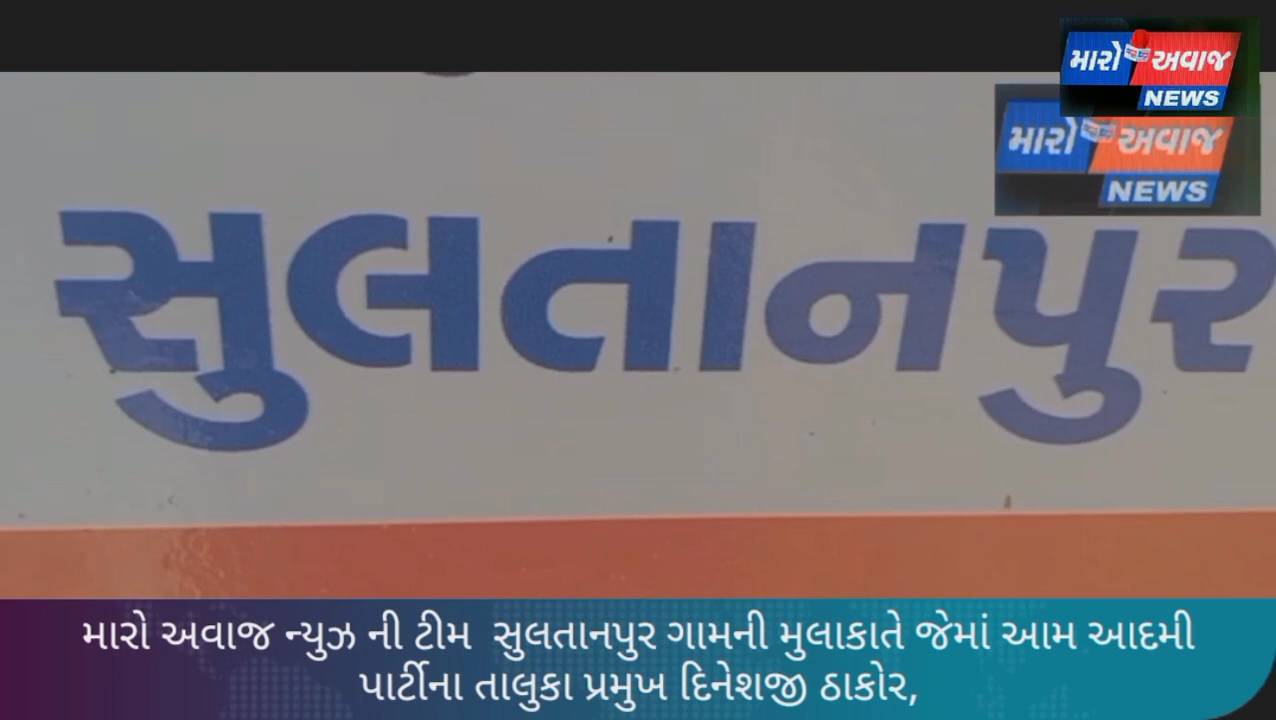 મારો અવાજ
NEWS
મારો અવાજ
NEWS
સુલતાનપુર
મારો અવાજ ન્યુઝ ની ટીમ સુલતાનપુર ગામની મુલાકાતે જેમાં આમ આદમી
પાર્ટીના તાલુકા પ્રમુખ દિનેશજી ઠાકોર,